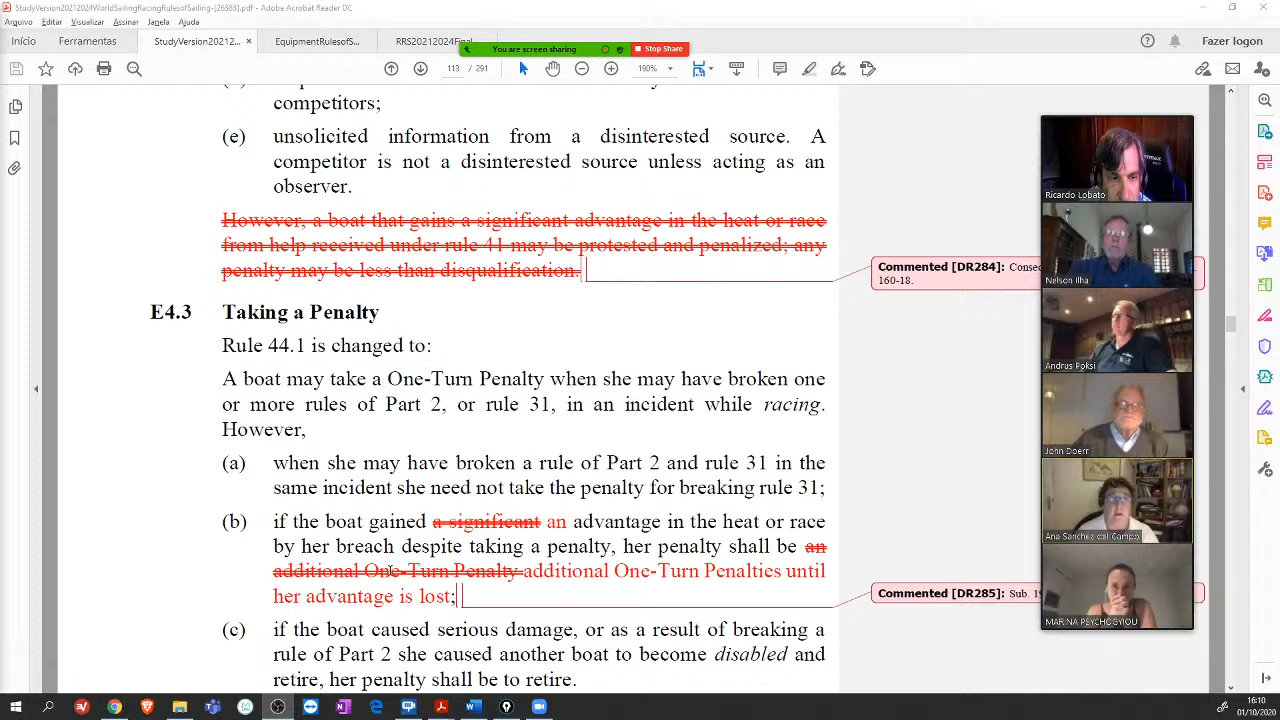 StudyVersion20212024WorldSailingRacingRulesofSailing-[26383].pdf - Adobe Acrobat Reader DC
Arquivo Editar Visualizar Assinar Janela Ajuda
Início Ferramentas StudyVersion20212... × EquipmentRulesofS... RRS20212024Final... Fazer logon
You are screen sharing Stop Share
113 / 291 190%
competitors;
(e) unsolicited information from a disinterested source. A
competitor is not a disinterested source unless acting as an
observer.
However, a boat that gains a significant advantage in the heat or race
from help received under rule 41 may be protested and penalized; any
penalty may be less than disqualification.
Commented [DR284]: Conse
160-18.
E4.3 Taking a Penalty
Rule 44.1 is changed to:
A boat may take a One-Turn Penalty when she may have broken one
or more rules of Part 2, or rule 31, in an incident while racing.
However,
(a) when she may have broken a rule of Part 2 and rule 31 in the
same incident she need not take the penalty for breaking rule 31;
(b) if the boat gained a significant an advantage in the heat or race
by her breach despite taking a penalty, her penalty shall be an
additional One-Turn Penalty additional One-Turn Penalties until
her advantage is lost;
Commented [DR285]: Sub. 19
(c) if the boat caused serious damage, or as a result of breaking a
rule of Part 2 she caused another boat to become disabled and
retire, her penalty shall be to retire.
Ricardo Lobato
Nelson Ilha
Andrus Poksi
John Doerr
Ana Sanchez del Campo
MARINA PSYCHOGYIOU
16:10
01/10/2020